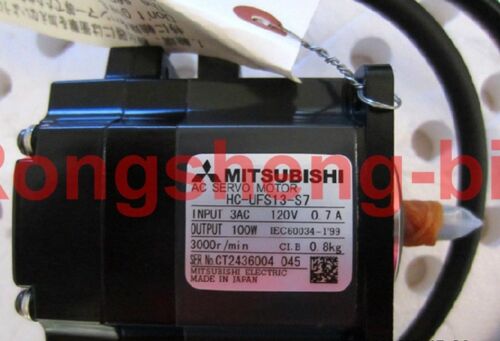 Rongsheng-bi
MITSUBISHI
AC SERVO MOTOR
HC-UFS13-S7
INPUT 3AC 120V 0.7A
OUTPUT 100W IEC60034-1'99
3000r/min CI.B 0.8kg
SER.No.CT2436004 045
MITSUBISHI ELECTRIC
MADE IN JAPAN